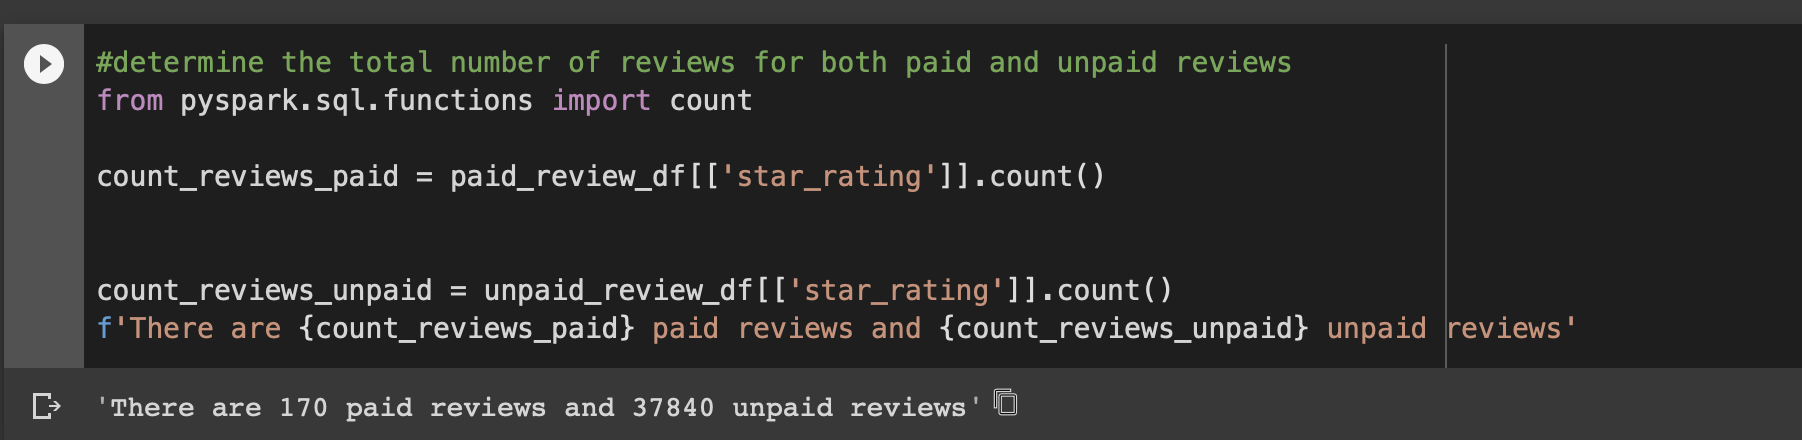 #determine the total number of reviews for both paid and unpaid reviews
from pyspark.sql.functions import count
count_reviews_paid = paid_review_df[['star_rating']].count()
count_reviews_unpaid = unpaid_review_df[['star_rating']].count()
f'There are {count_reviews_paid} paid reviews and {count_reviews_unpaid} unpaid reviews'
'There are 170 paid reviews and 37840 unpaid reviews'